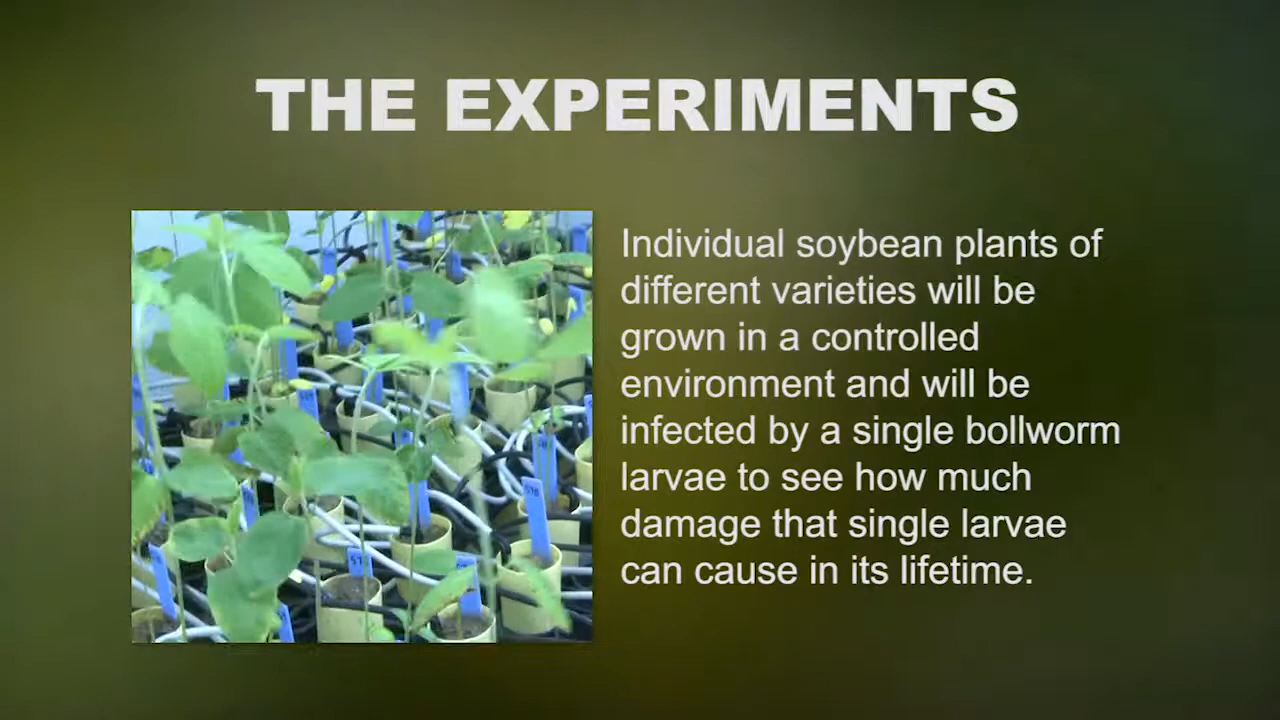 THE EXPERIMENTS
Individual soybean plants of
different varieties will be
grown in a controlled
environment and will be
infected by a single bollworm
larvae to see how much
damage that single larvae
can cause in its lifetime.